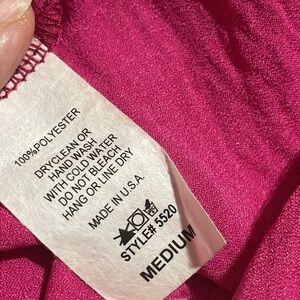 100%POLYESTER
DRYCLEAN OR
HAND WASH
WITH COLD WATER
DO NOT BLEACH
HANG OR LINE DRY
MADE IN U.S.A.
STYLE# 5520
MEDIUM